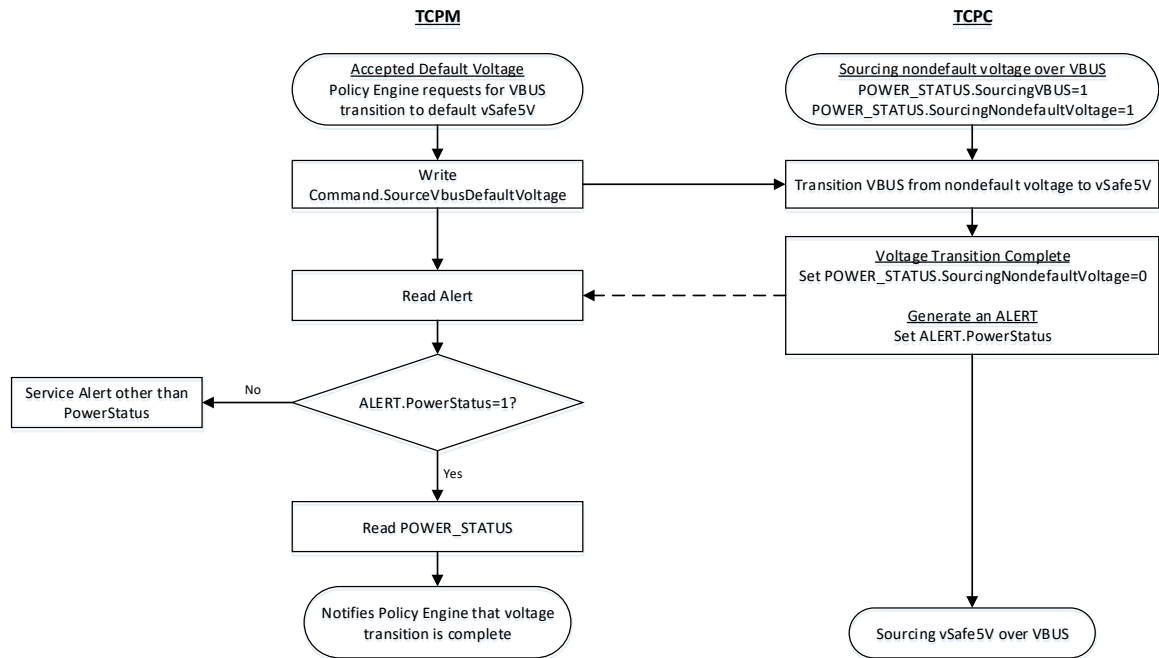 TCPM
TCPC
Accepted Default Voltage
Policy Engine requests for VBUS
transition to default vSafe5V
Sourcing nondefault voltage over VBUS
POWER_STATUS.SourcingVBUS=1
POWER_STATUS.SourcingNondefaultVoltage=1
Write
Command.SourceVbusDefaultVoltage
Transition VBUS from nondefault voltage to vSafe5V
Voltage Transition Complete
Set POWER_STATUS.SourcingNondefaultVoltage=0
Read Alert
Generate an ALERT
Set ALERT.PowerStatus
Service Alert other than
PowerStatus
No
ALERT.PowerStatus=1?
Yes
Read POWER_STATUS
Notifies Policy Engine that voltage
transition is complete
Sourcing vSafe5V over VBUS